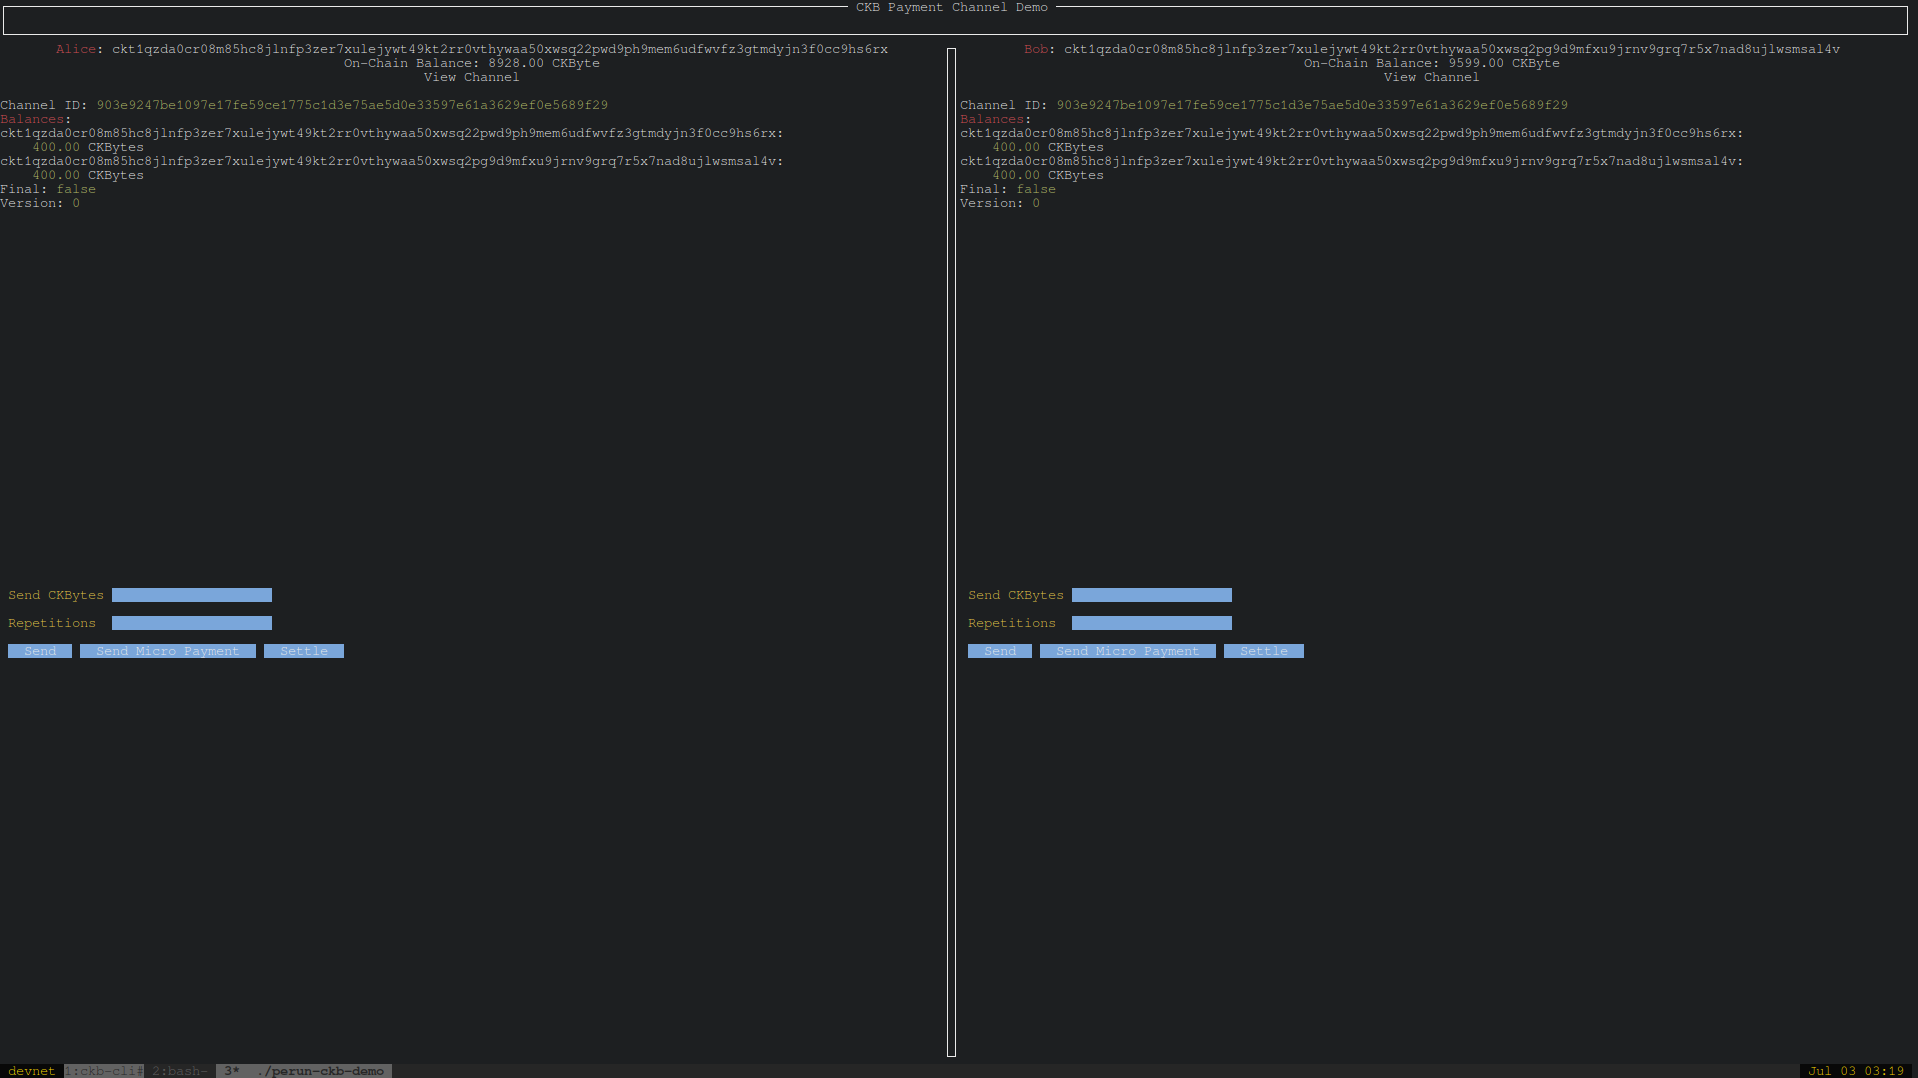 CKB Payment Channel Demo
Alice: ckt1qzda0cr08m85hc8jlnfp3zer7xulejywt49kt2rr0vthywaa50xwsq22pwd9ph9mem6udfwvfz3gtmdyjn3f0cc9hs6rx
On-Chain Balance: 8928.00 CKByte
View Channel
Channel ID: 903e9247be1097e17fe59ce1775c1d3e75ae5d0e33597e61a3629ef0e5689f29
Balances:
ckt1qzda0cr08m85hc8jlnfp3zer7xulejywt49kt2rr0vthywaa50xwsq22pwd9ph9mem6udfwvfz3gtmdyjn3f0cc9hs6rx:
400.00 CKBytes
ckt1qzda0cr08m85hc8jlnfp3zer7xulejywt49kt2rr0vthywaa50xwsq2pg9d9mfxu9jrnv9grq7r5x7nad8ujlwsmsal4v:
400.00 CKBytes
Final: false
Version: 0
Send CKBytes
Repetitions
Send Send Micro Payment Settle
Bob: ckt1qzda0cr08m85hc8jlnfp3zer7xulejywt49kt2rr0vthywaa50xwsq2pg9d9mfxu9jrnv9grq7r5x7nad8ujlwsmsal4v
On-Chain Balance: 9599.00 CKByte
View Channel
Channel ID: 903e9247be1097e17fe59ce1775c1d3e75ae5d0e33597e61a3629ef0e5689f29
Balances:
ckt1qzda0cr08m85hc8jlnfp3zer7xulejywt49kt2rr0vthywaa50xwsq22pwd9ph9mem6udfwvfz3gtmdyjn3f0cc9hs6rx:
400.00 CKBytes
ckt1qzda0cr08m85hc8jlnfp3zer7xulejywt49kt2rr0vthywaa50xwsq2pg9d9mfxu9jrnv9grq7r5x7nad8ujlwsmsal4v:
400.00 CKBytes
Final: false
Version: 0
Send CKBytes
Repetitions
Send Send Micro Payment Settle
devnet 1:ckb-cli# 2:bash- 3* ./perun-ckb-demo Jul 03 03:19